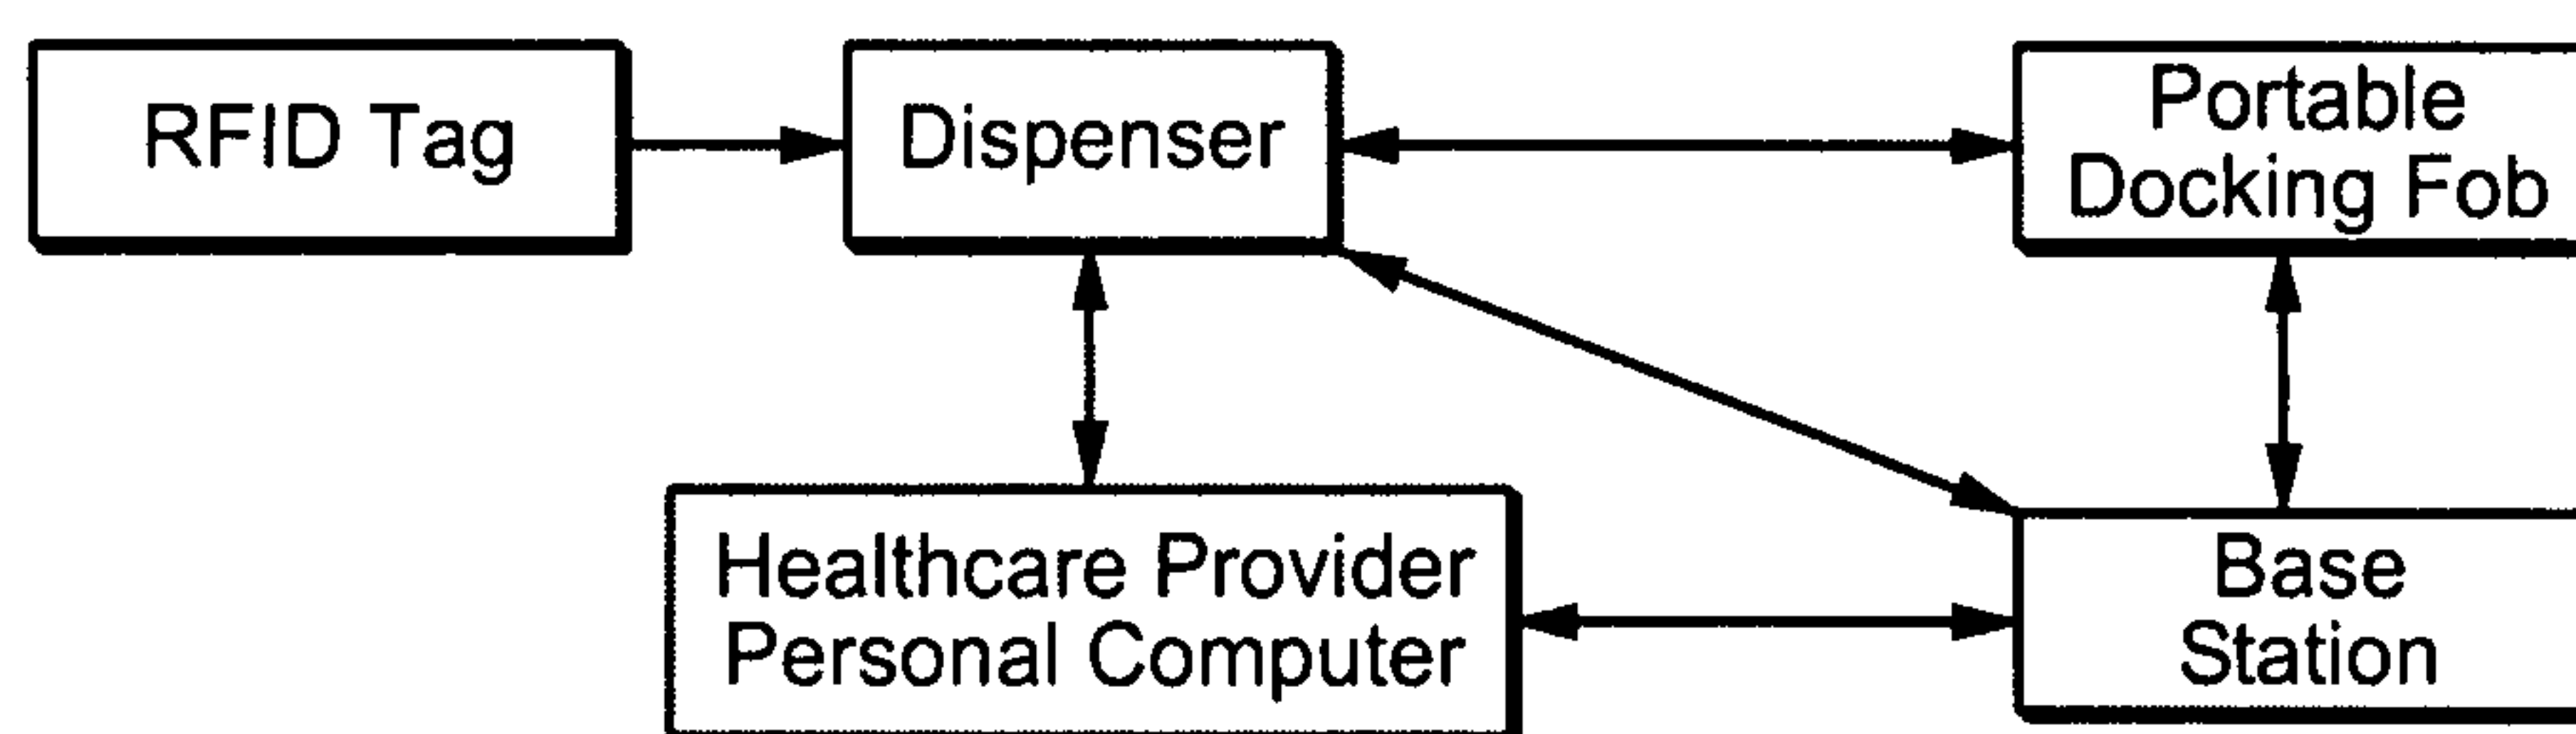 RFID Tag
Dispenser
Portable
Docking Fob
Healthcare Provider
Personal Computer
Base
Station